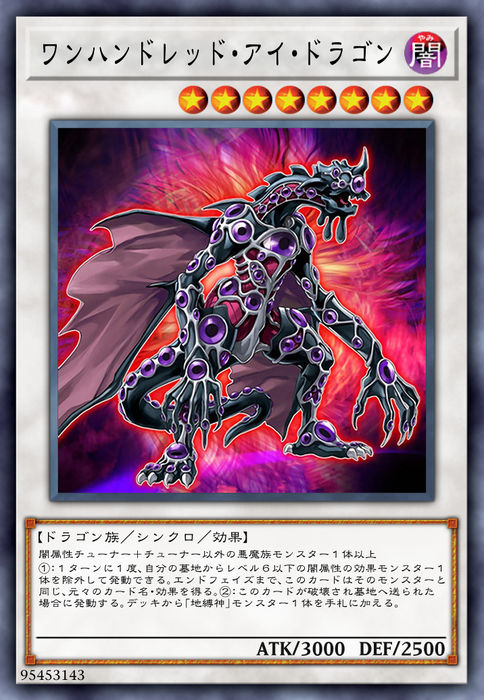 ワンハンドレッド・アイ・ドラゴン
やみ
闇
【ドラゴン族／シンクロ／効果】
闇属性チューナー＋チューナー以外の悪魔族モンスター１体以上
①：１ターンに１度、自分の墓地からレベル６以下の闇属性の効果モンスター１
体を除外して発動できる。エンドフェイズまで、このカードはそのモンスターと
同じ、元々のカード名・効果を得る。②：このカードが破壊され墓地へ送られた
場合に発動する。デッキから「地縛神」モンスター１体を手札に加える。
ATK/3000 DEF/2500
95453143